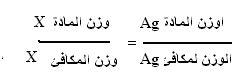 X وزن المادة = Ag اوزن المادة
X وزن المكافئ    Ag الوزن لمكافئ
.